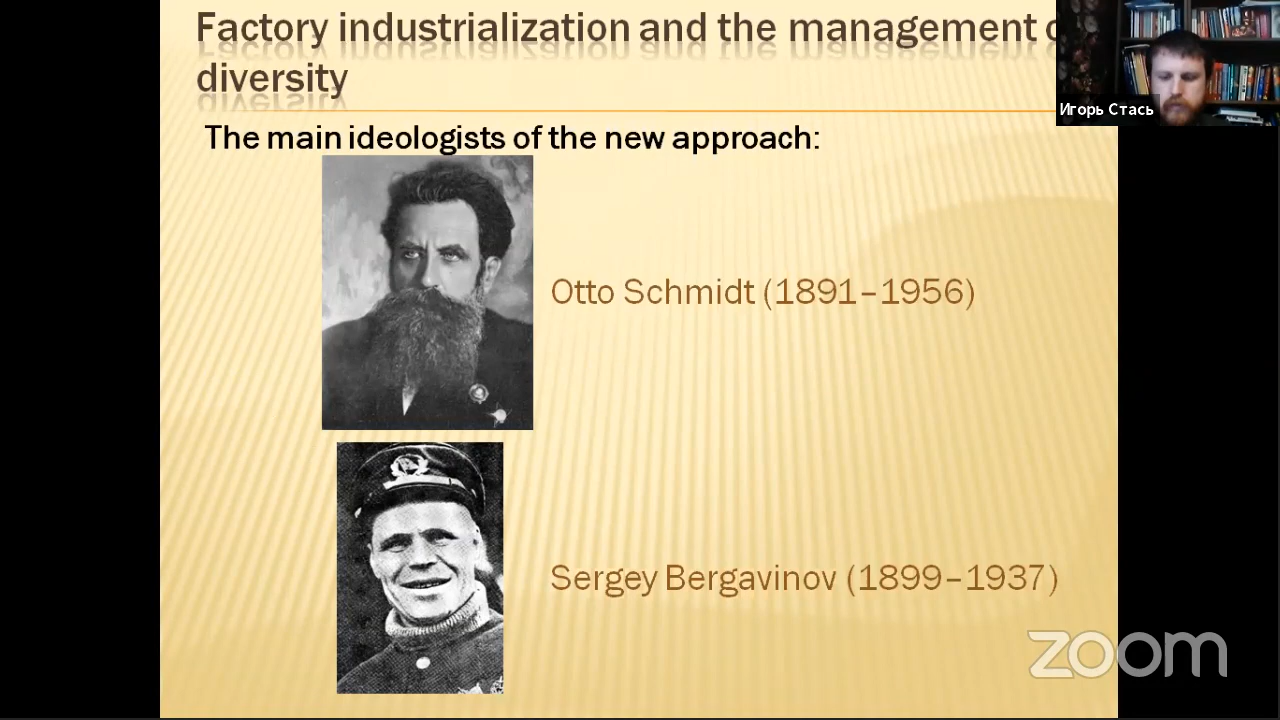 Factory industrialization and the management
diversity
Игорь Стась
The main ideologists of the new approach:
Otto Schmidt (1891–1956)
Sergey Bergavinov (1899–1937)
zoom